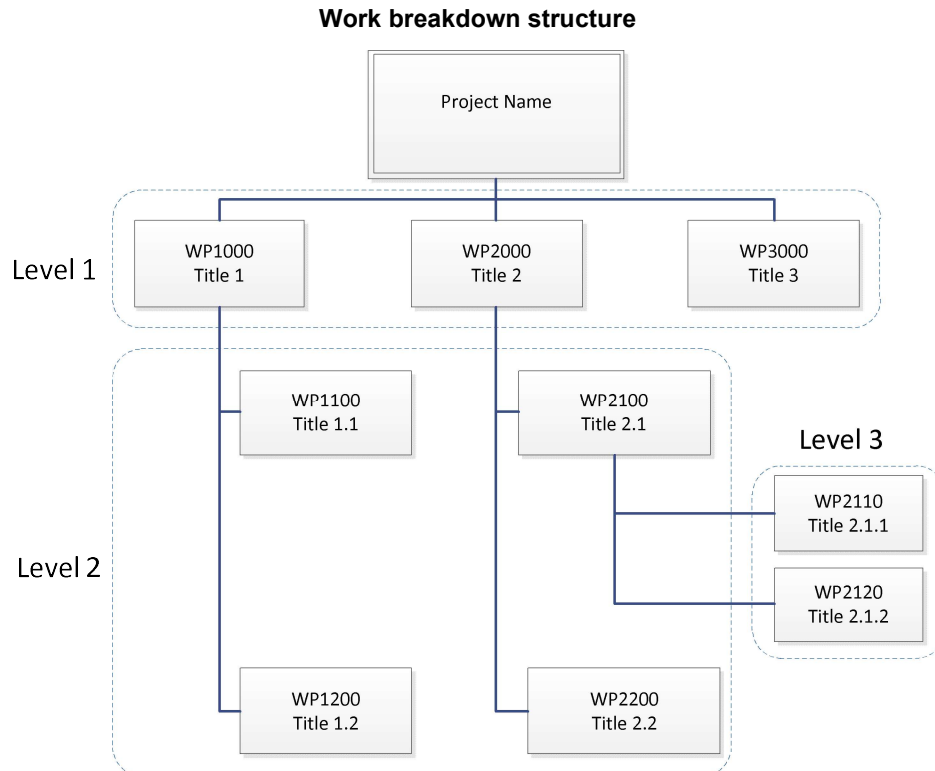 Work breakdown structure
Project Name
Level 1
WP1000
Title 1
WP2000
Title 2
WP3000
Title 3
Level 2
WP1100
Title 1.1
WP2100
Title 2.1
Level 3
WP2110
Title 2.1.1
WP2120
Title 2.1.2
WP1200
Title 1.2
WP2200
Title 2.2